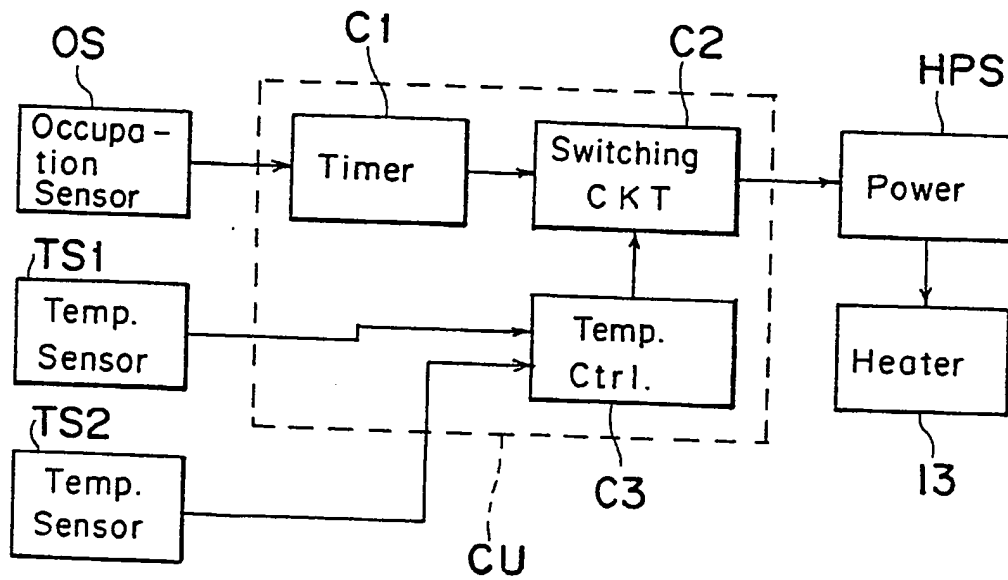 OS
C1
C2
HPS
Occupa-
tion
Sensor
Timer
Switching
CKT
Power
TS1
Temp.
Sensor
Temp.
Ctrl.
Heater
TS2
Temp.
Sensor
C3
13
CU